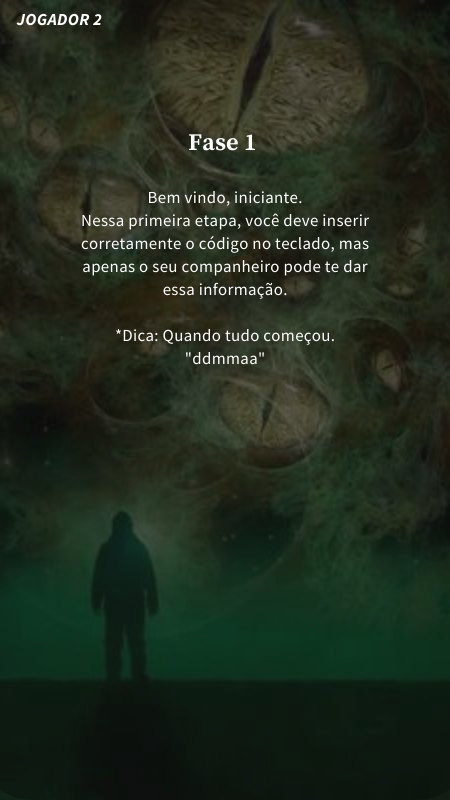 JOGADOR 2
Fase 1
Bem vindo, iniciante.
Nessa primeira etapa, você deve inserir
corretamente o código no teclado, mas
apenas o seu companheiro pode te dar
essa informação.
*Dica: Quando tudo começou.
"ddmmaa"